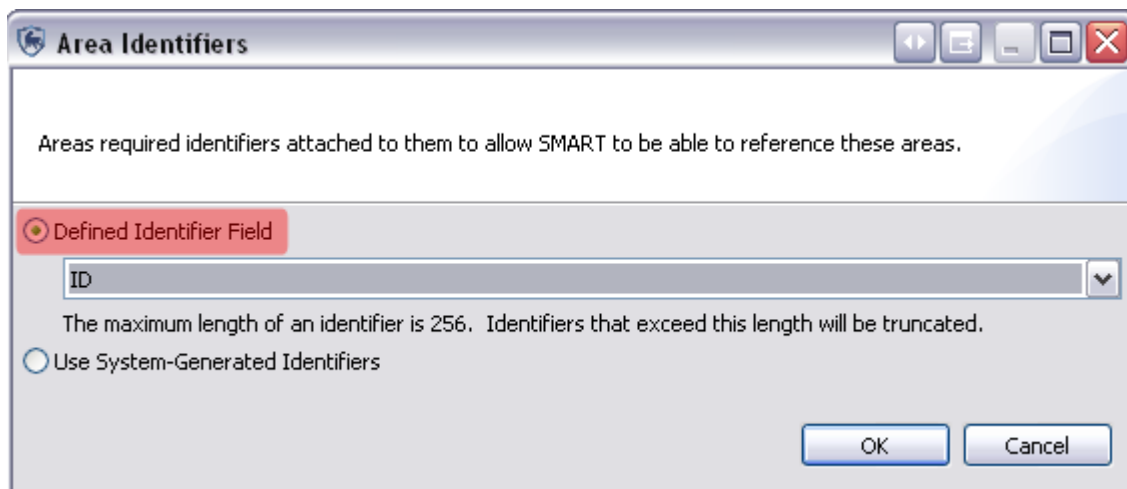 Area Identifiers
Areas required identifiers attached to them to allow SMART to be able to reference these areas.
Defined Identifier Field
ID
The maximum length of an identifier is 256.  Identifiers that exceed this length will be truncated.
Use System-Generated Identifiers
OK
Cancel